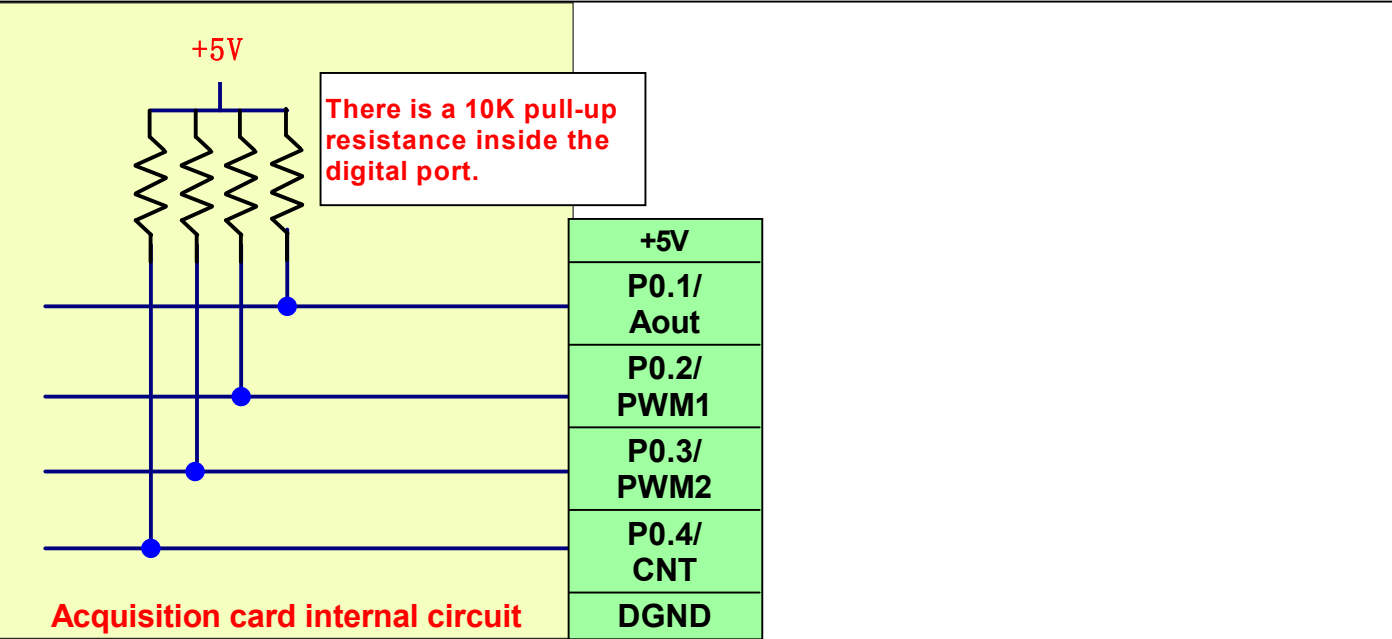 +5V
There is a 10K pull-up
resistance inside the
digital port.
+5V
P0.1/
Aout
P0.2/
PWM1
P0.3/
PWM2
P0.4/
CNT
DGND
Acquisition card internal circuit